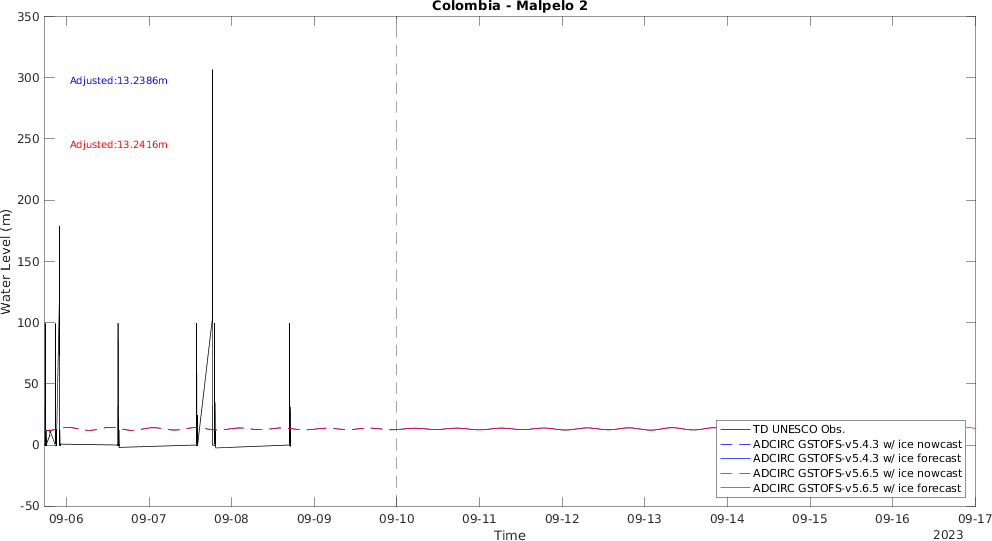 Colombia - Malpelo 2
Water Level (m)
350
300
250
200
150
100
50
0
-50
Adjusted:13.2386m
Adjusted:13.2416m
TD UNESCO Obs.
ADCIRC GSTOFS-v5.4.3 w/ ice nowcast
ADCIRC GSTOFS-v5.4.3 w/ ice forecast
ADCIRC GSTOFS-v5.6.5 w/ ice nowcast
ADCIRC GSTOFS-v5.6.5 w/ ice forecast
09-06 09-07 09-08 09-09 09-10 09-11 09-12 09-13 09-14 09-15 09-16 09-17
Time
2023